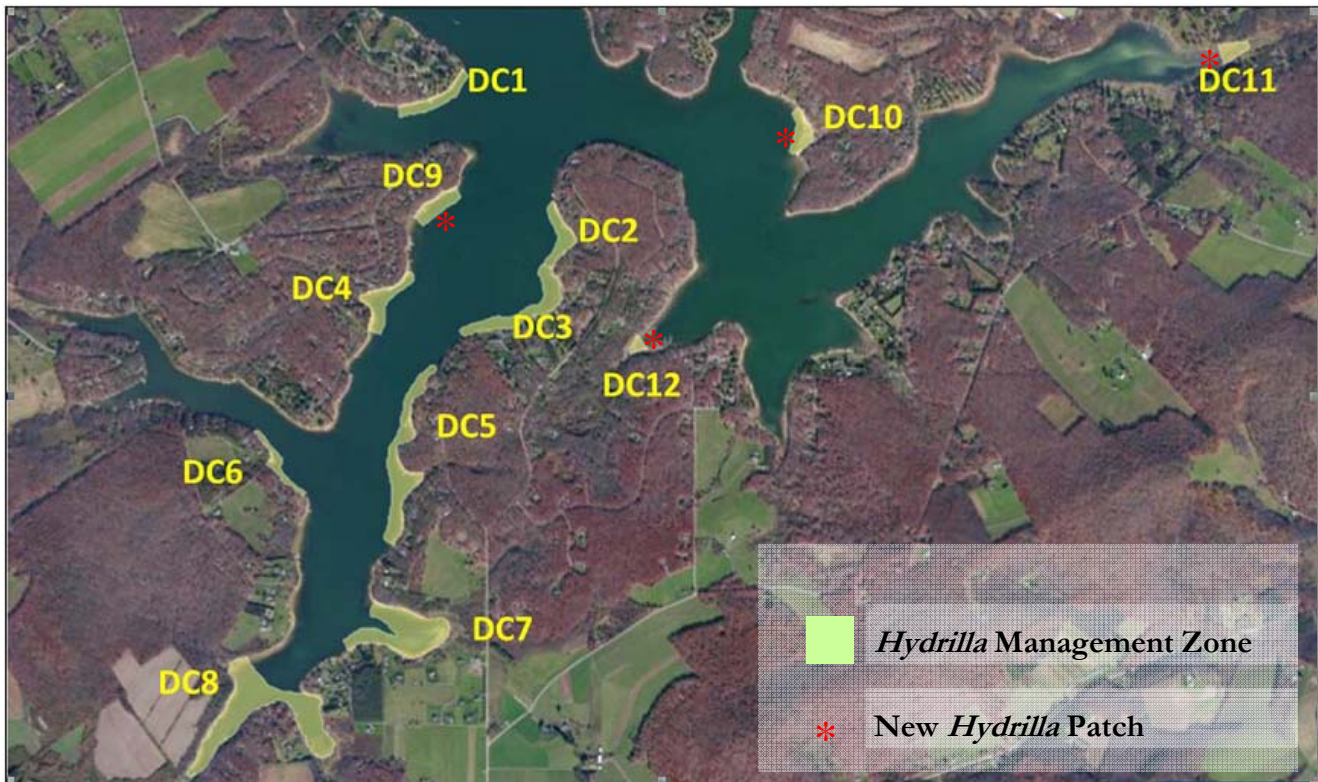 DC1
DC11
DC10
DC9
DC2
DC4
DC3
DC12
DC5
DC6
DC7
DC8
Hydrilla Management Zone
* New Hydrilla Patch